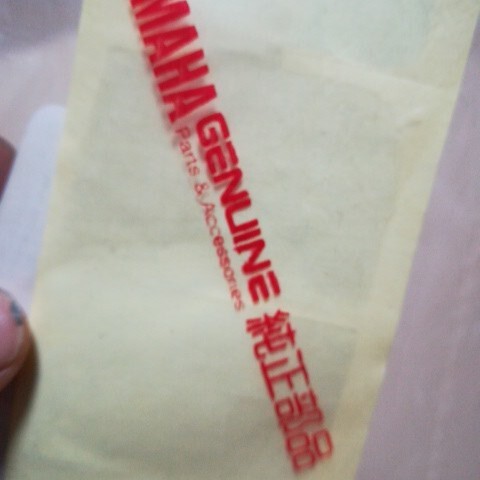 MAHA GENUINE 純正部品
Parts & Accessories